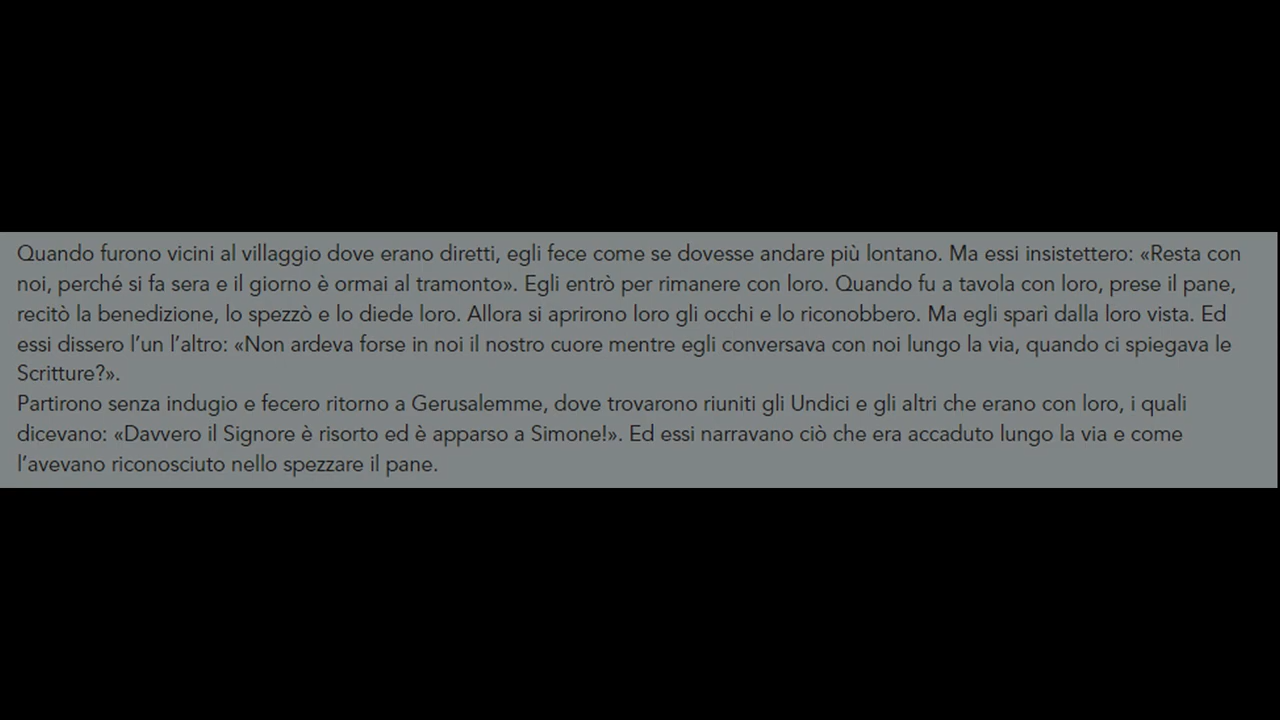 Quando furono vicini al villaggio dove erano diretti, egli fece come se dovesse andare più lontano. Ma essi insistettero: «Resta con
noi, perché si fa sera e il giorno è ormai al tramonto». Egli entrò per rimanere con loro. Quando fu a tavola con loro, prese il pane,
recitò la benedizione, lo spezzò e lo diede loro. Allora si aprirono loro gli occhi e lo riconobbero. Ma egli sparì dalla loro vista. Ed
essi dissero l’un l’altro: «Non ardeva forse in noi il nostro cuore mentre egli conversava con noi lungo la via, quando ci spiegava le
Scritture?».
Partirono senza indugio e fecero ritorno a Gerusalemme, dove trovarono riuniti gli Undici e gli altri che erano con loro, i quali
dicevano: «Davvero il Signore è risorto ed è apparso a Simone!». Ed essi narravano ciò che era accaduto lungo la via e come
l’avevano riconosciuto nello spezzare il pane.